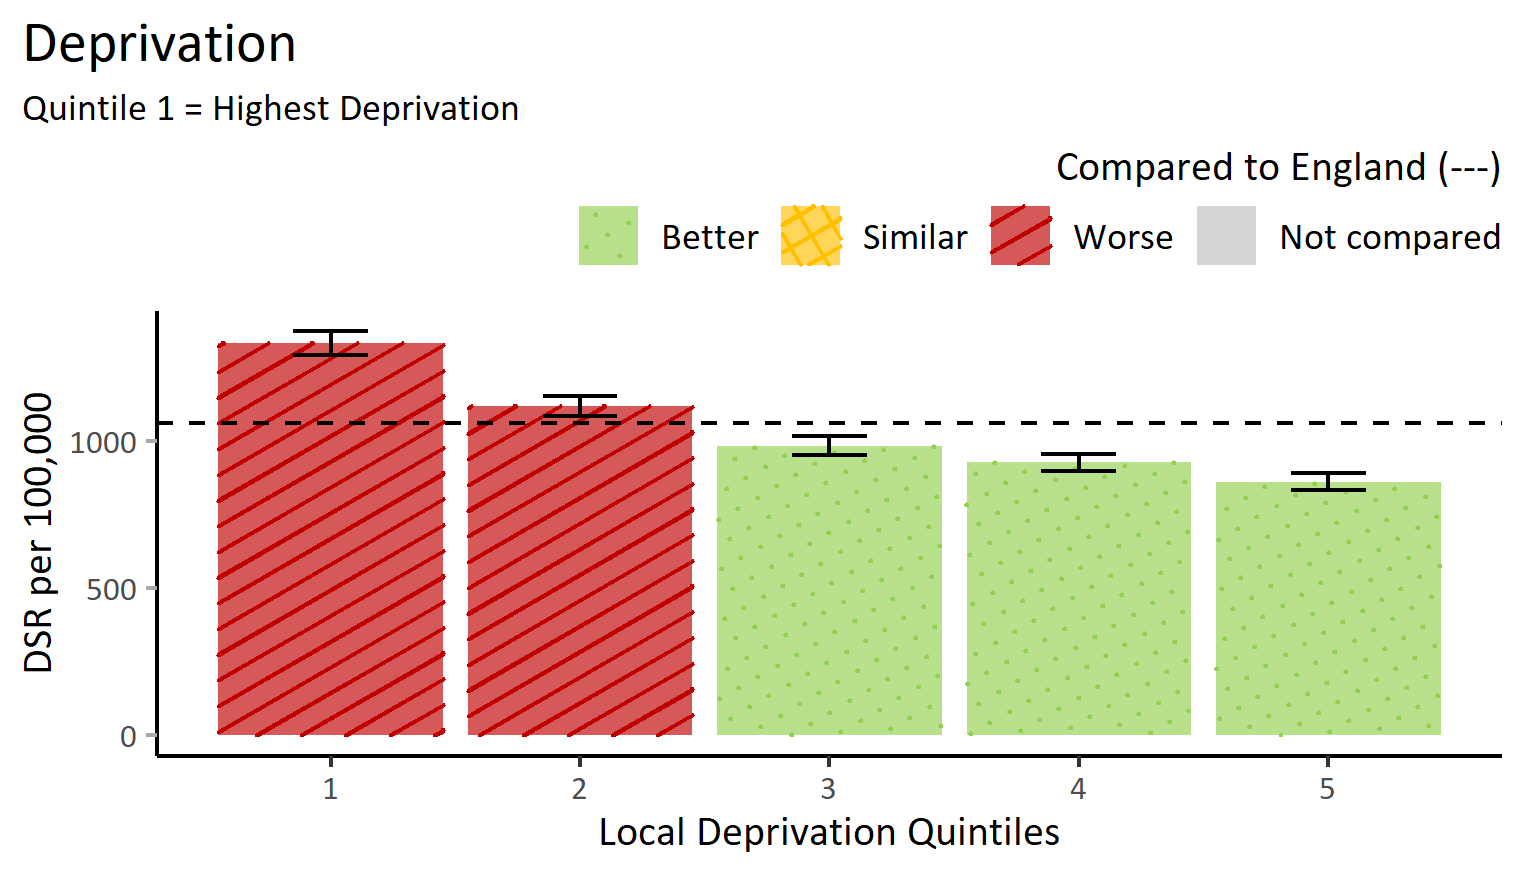 Deprivation
Quintile 1 = Highest Deprivation
Compared to England (---)
Better Similar Worse Not compared
DSR per 100,000
1000
500
0
1 2 3 4 5
Local Deprivation Quintiles